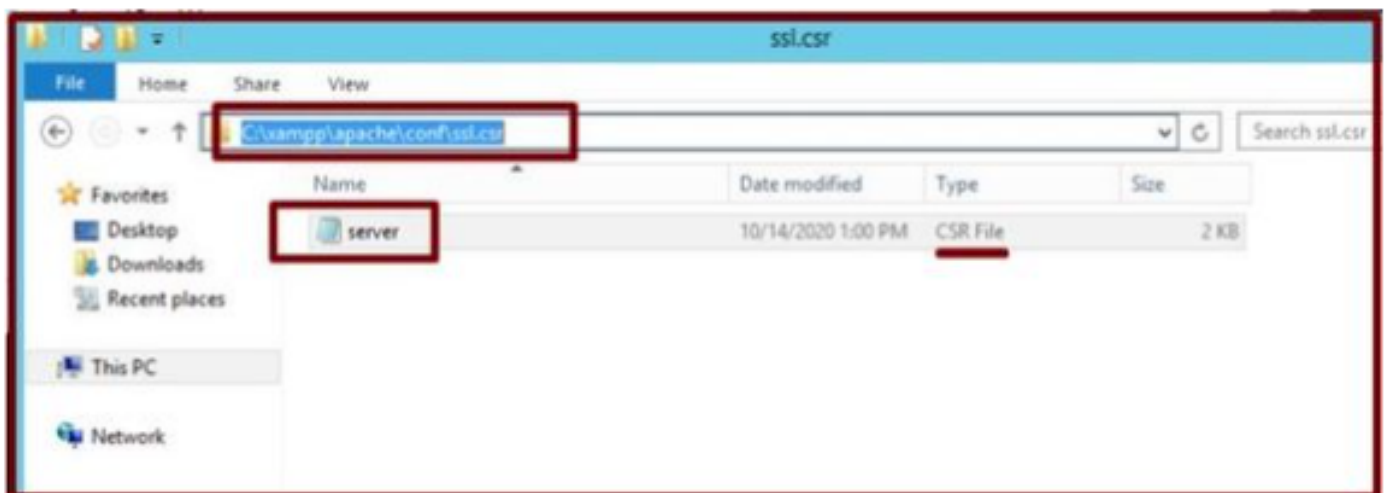 ssl.csr
File Home Share View
C:\xampp\apache\conf\ssl.csr Search ssl.csr
Name Date modified Type Size
Favorites
server 10/14/2020 1:00 PM CSR File 2 KB
Desktop
Downloads
Recent places
This PC
Network